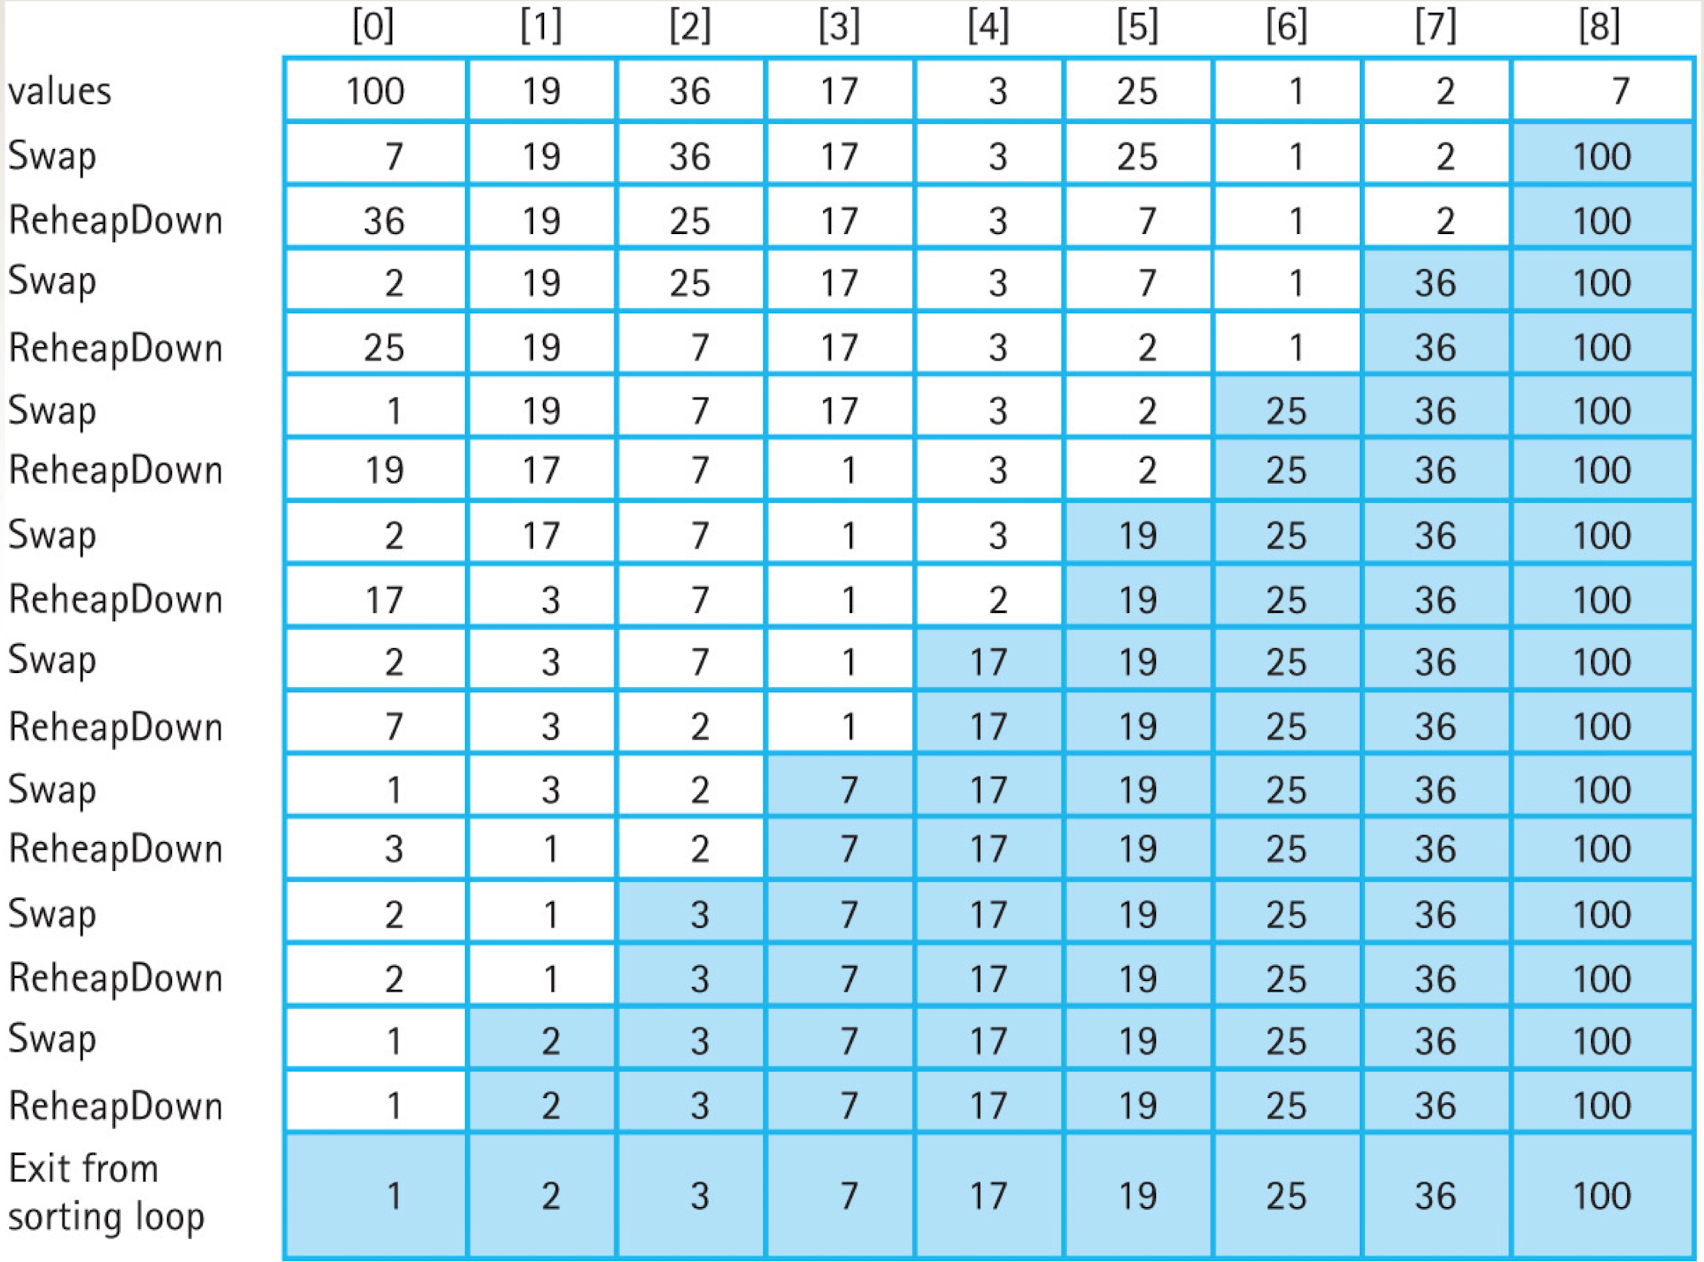 [0] [1] [2] [3] [4] [5] [6] [7] [8]
values 100 19 36 17 3 25 1 2 7
Swap 7 19 36 17 3 25 1 2 100
ReheapDown 36 19 25 17 3 7 1 2 100
Swap 2 19 25 17 3 7 1 36 100
ReheapDown 25 19 7 17 3 2 1 36 100
Swap 1 19 7 17 3 2 25 36 100
ReheapDown 19 17 7 1 3 2 25 36 100
Swap 2 17 7 1 3 19 25 36 100
ReheapDown 17 3 7 1 2 19 25 36 100
Swap 2 3 7 1 17 19 25 36 100
ReheapDown 7 3 2 1 17 19 25 36 100
Swap 1 3 2 7 17 19 25 36 100
ReheapDown 3 1 2 7 17 19 25 36 100
Swap 2 1 3 7 17 19 25 36 100
ReheapDown 2 1 3 7 17 19 25 36 100
Swap 1 2 3 7 17 19 25 36 100
ReheapDown 1 2 3 7 17 19 25 36 100
Exit from
sorting loop 1 2 3 7 17 19 25 36 100